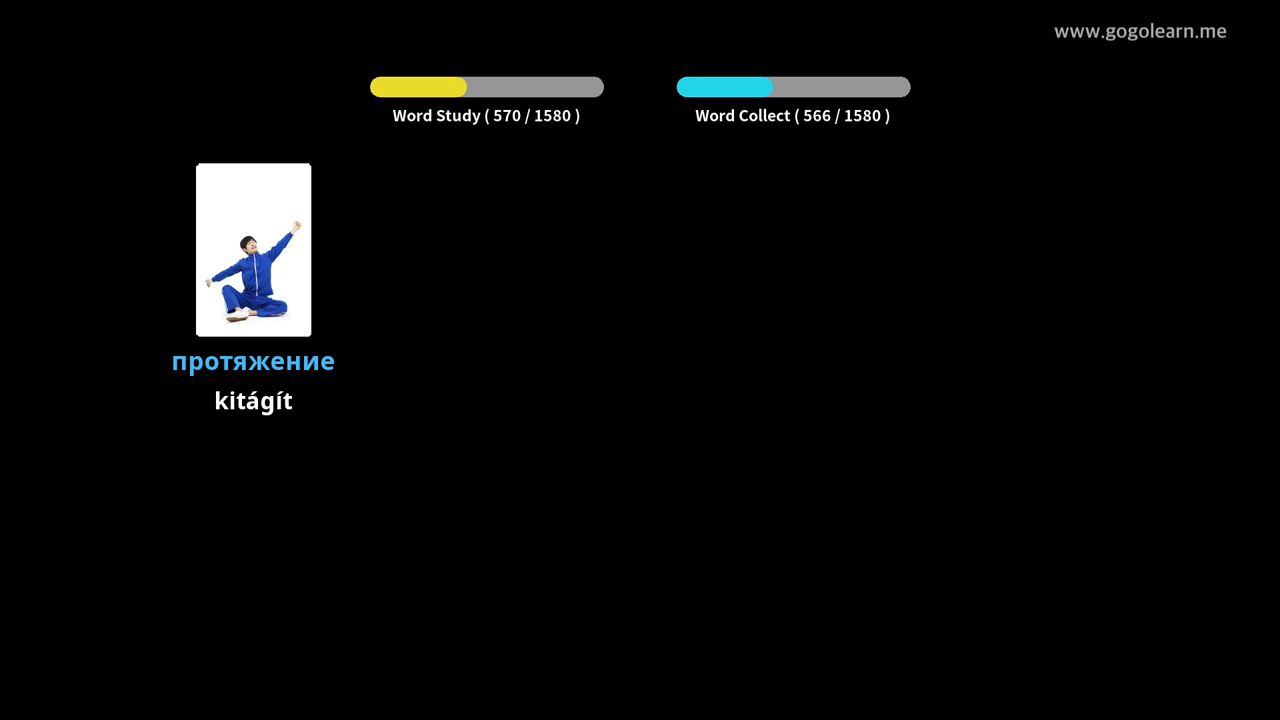 www.gogolearn.me
Word Study ( 570 / 1580 )
Word Collect ( 566 / 1580 )
протяжение
kitágít